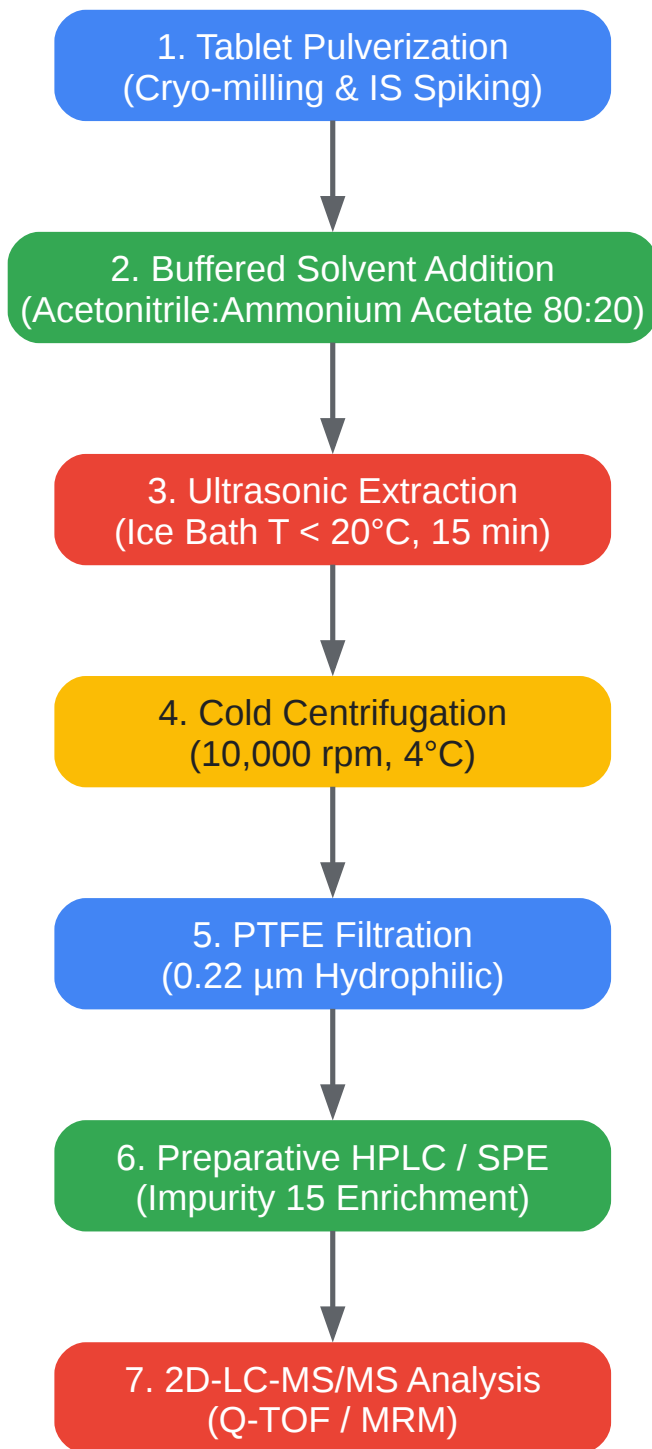 1. Tablet Pulverization
(Cryo-milling & IS Spiking)
2. Buffered Solvent Addition
(Acetonitrile:Ammonium Acetate 80:20)
3. Ultrasonic Extraction
(Ice Bath T < 20°C, 15 min)
4. Cold Centrifugation
(10,000 rpm, 4°C)
5. PTFE Filtration
(0.22 µm Hydrophilic)
6. Preparative HPLC / SPE
(Impurity 15 Enrichment)
7. 2D-LC-MS/MS Analysis
(Q-TOF / MRM)